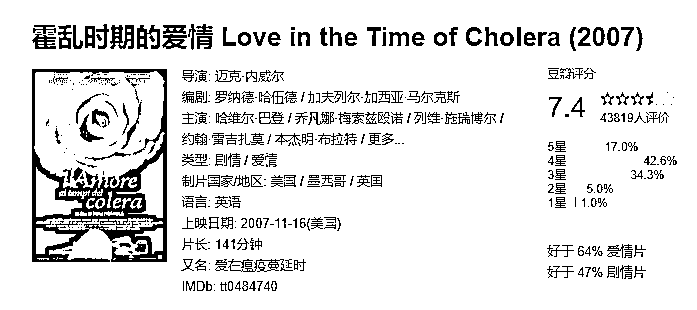 霍乱时期的爱情 Love in the Time of Cholera (2007)
il'Amore
ai tempi del
colera
导演: 迈克·内威尔
编剧: 罗纳德·哈伍德 / 加夫列尔·加西亚·马尔克斯
主演: 哈维尔·巴登 / 乔凡娜·梅索兹殴诺 / 列维·施瑞博尔 /
约翰·雷吉扎莫 / 本杰明·布拉特 / 更多...
类型: 剧情 / 爱情
制片国家/地区: 美国 / 墨西哥 / 英国
语言: 英语
上映日期: 2007-11-16(美国)
片长: 141分钟
又名: 爱在瘟疫蔓延时
IMDb: tt0484740
豆瓣评分
7.4
43819人评价
5星 17.0%
4星 42.6%
3星 34.3%
2星 5.0%
1星 1.0%
好于 64% 爱情片
好于 47% 剧情片